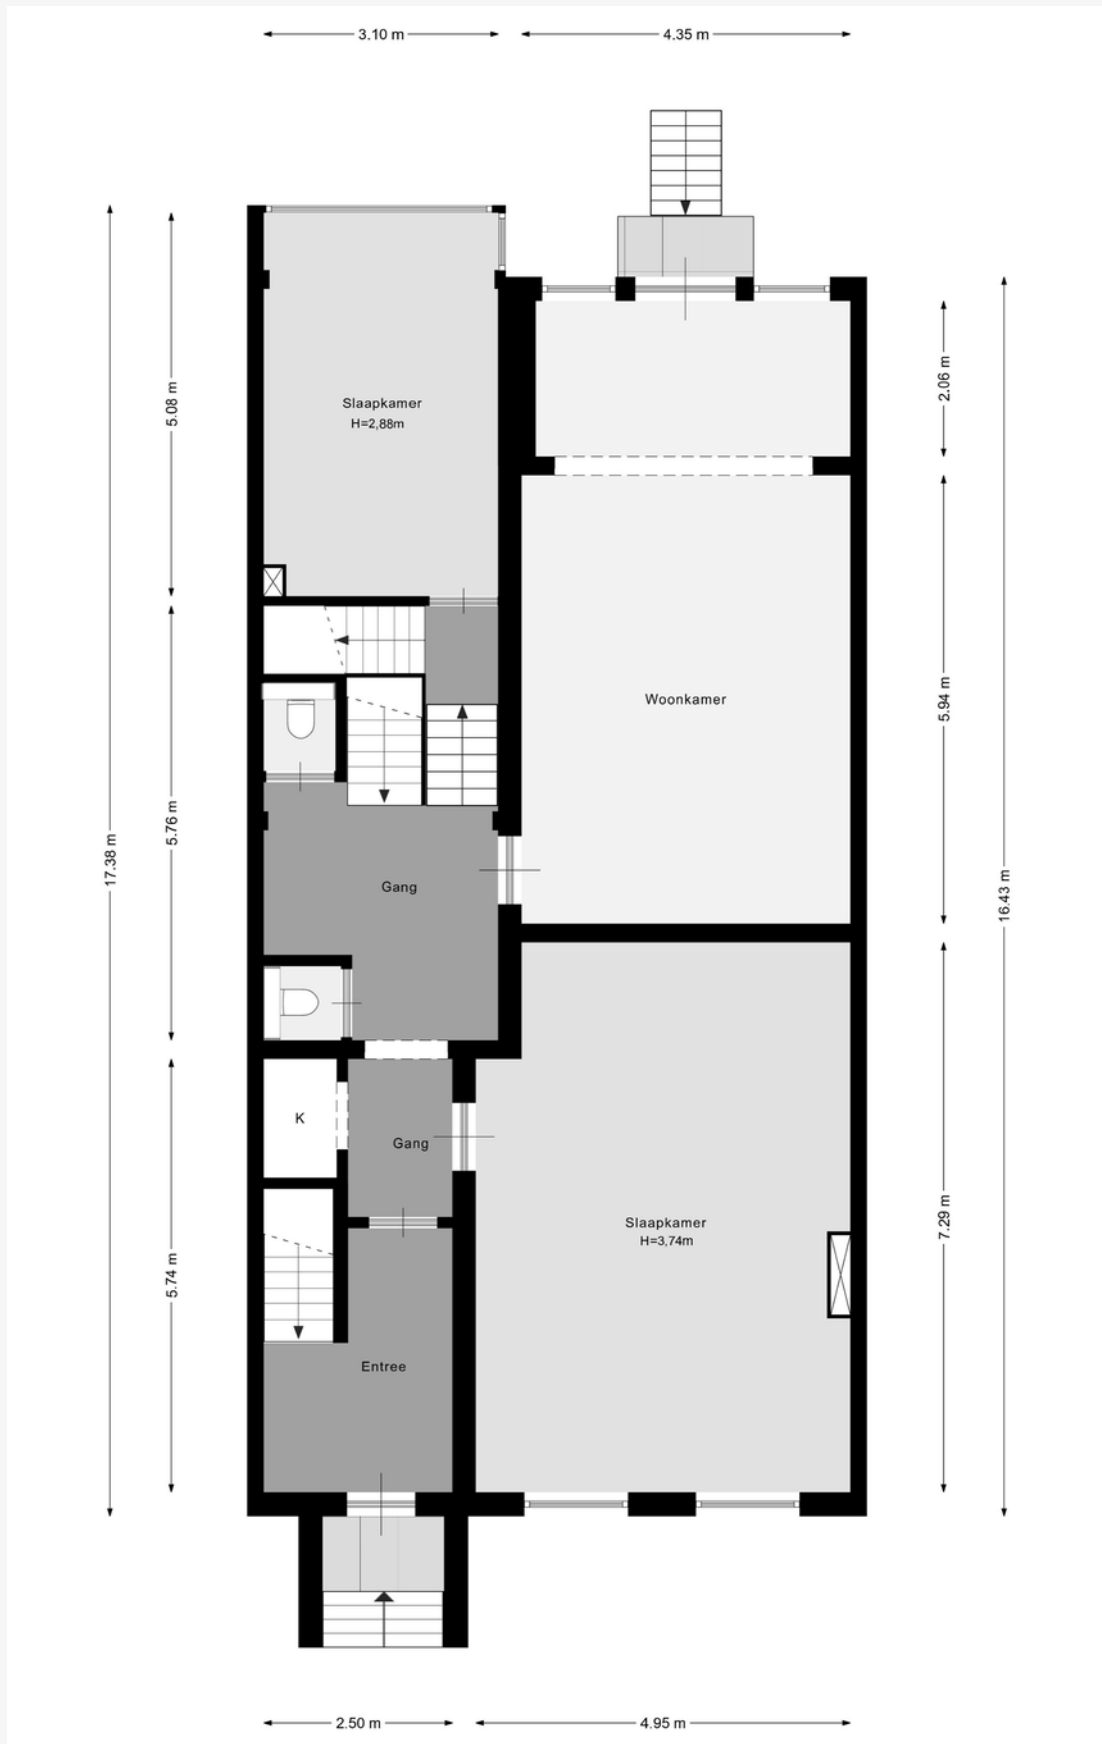 3.10 m
4.35 m
Slaapkamer
H=2,88m
5.08 m
2.06 m
Woonkamer
5.94 m
5.76 m
17.38 m
Gang
16.43 m
K
Gang
Slaapkamer
H=3,74m
7.29 m
5.74 m
Entree
2.50 m
4.95 m